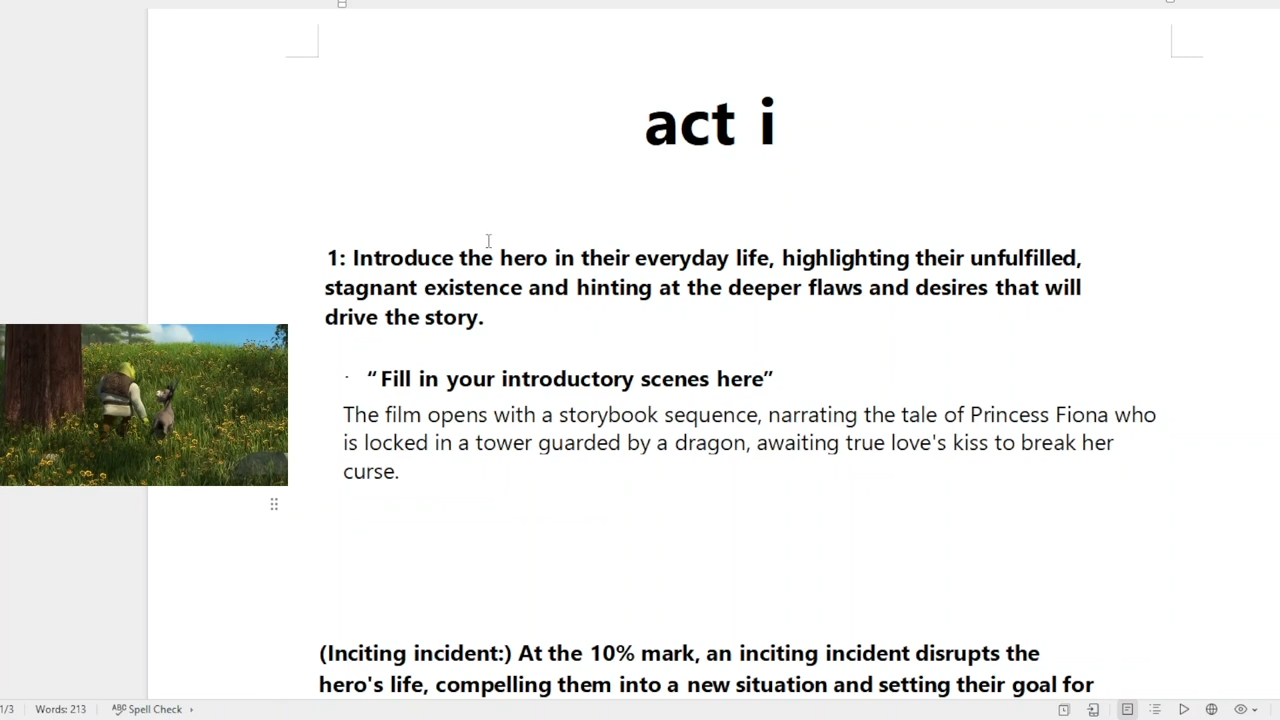 act i
1: Introduce the hero in their everyday life, highlighting their unfulfilled,
stagnant existence and hinting at the deeper flaws and desires that will
drive the story.
· “Fill in your introductory scenes here”
The film opens with a storybook sequence, narrating the tale of Princess Fiona who
is locked in a tower guarded by a dragon, awaiting true love's kiss to break her
curse.
(Inciting incident:) At the 10% mark, an inciting incident disrupts the
hero's life, compelling them into a new situation and setting their goal for
1/3 Words: 213 ABC Spell Check